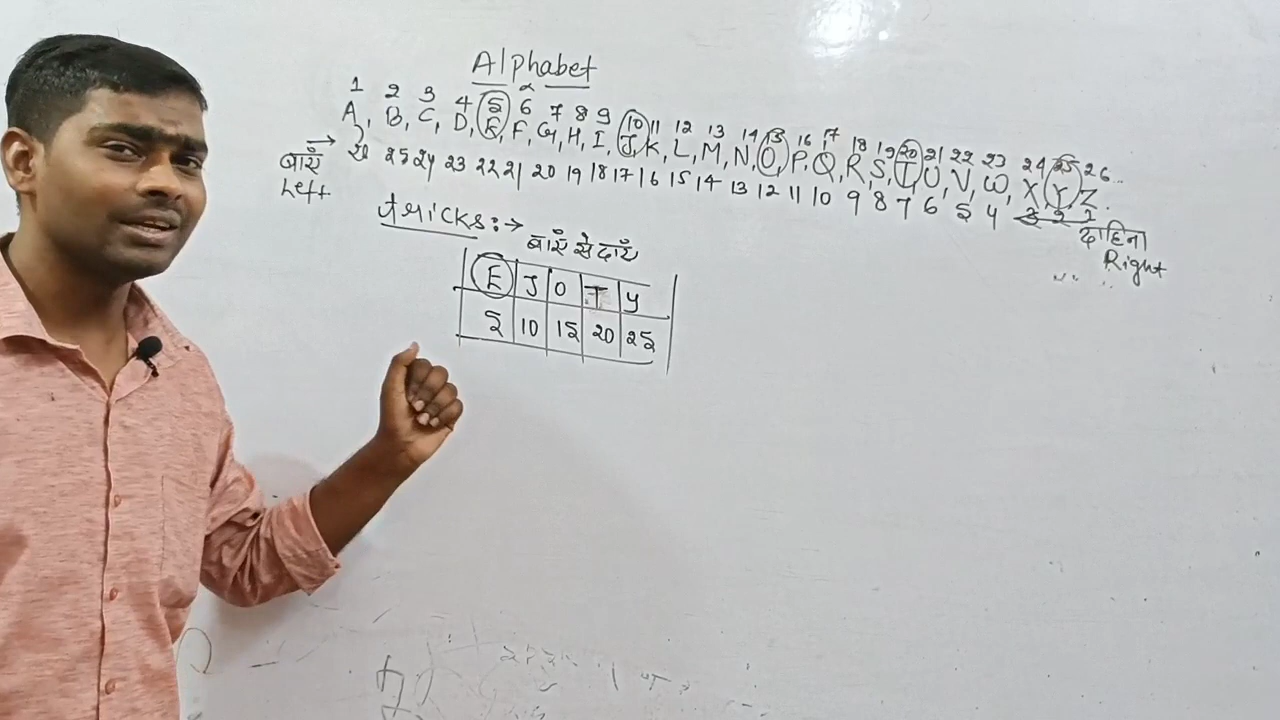 Alphabet
1 2 3 4 5 6 7 8 9 10 11 12 13 14 15 16 17 18 19 20 21 22 23 24 25 26...
A, B, C, D, E, F, G, H, I, J, K, L, M, N, O, P, Q, R, S, T, U, V, W, X, Y, Z.
25 24 23 22 21 20 19 18 17 16 15 14 13 12 11 10 9 8 7 6 5 4 3 2 1
→
बाएँ
Left
दाहिना
Right
tricks:→
बाएँ से दाएँ
E J O T Y
5 10 15 20 25